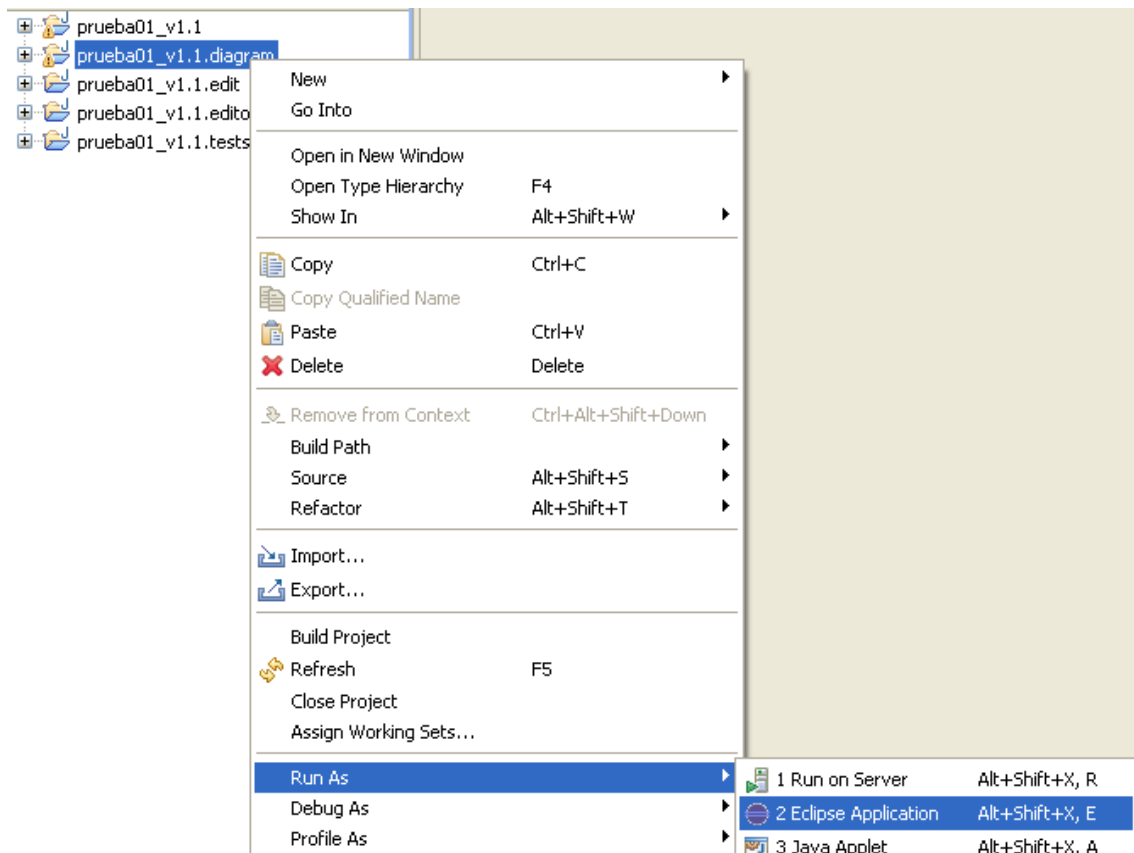 prueba01_v1.1
prueba01_v1.1.diagram
prueba01_v1.1.edit
prueba01_v1.1.edito
prueba01_v1.1.tests
New
Go Into
Open in New Window
Open Type Hierarchy F4
Show In Alt+Shift+W
Copy Ctrl+C
Copy Qualified Name
Paste Ctrl+V
Delete Delete
Remove from Context Ctrl+Alt+Shift+Down
Build Path
Source Alt+Shift+S
Refactor Alt+Shift+T
Import...
Export...
Build Project
Refresh F5
Close Project
Assign Working Sets...
Run As
Debug As
Profile As
1 Run on Server Alt+Shift+X, R
2 Eclipse Application Alt+Shift+X, E
3 Java Applet Alt+Shift+X, A